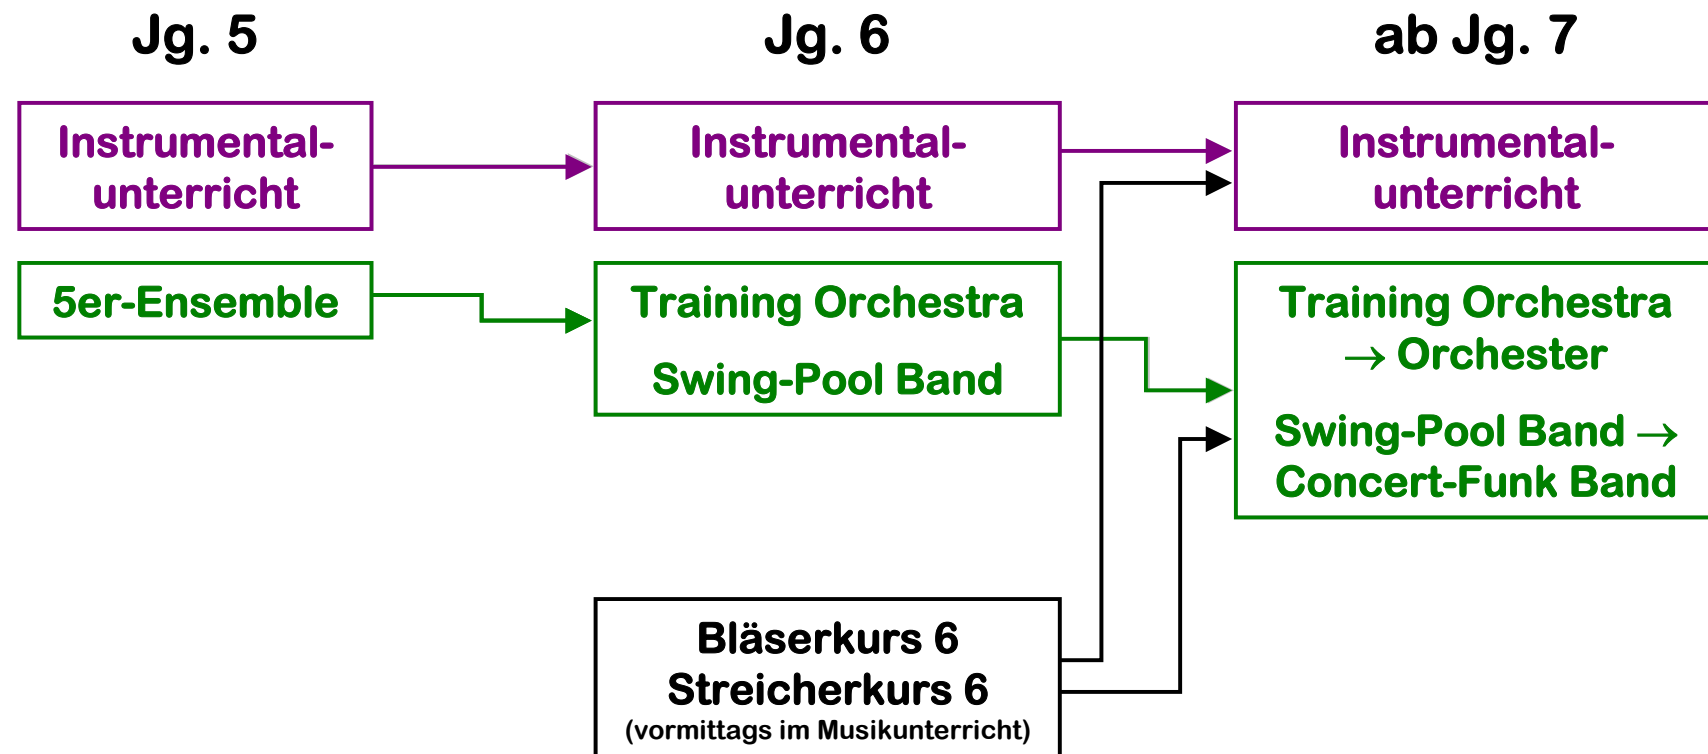 Jg. 5
Jg. 6
ab Jg. 7
Instrumental-
unterricht
Instrumental-
unterricht
Instrumental-
unterricht
5er-Ensemble
Training Orchestra
Swing-Pool Band
Training Orchestra
→ Orchester
Swing-Pool Band →
Concert-Funk Band
Bläserkurs 6
Streicherkurs 6
(vormittags im Musikunterricht)